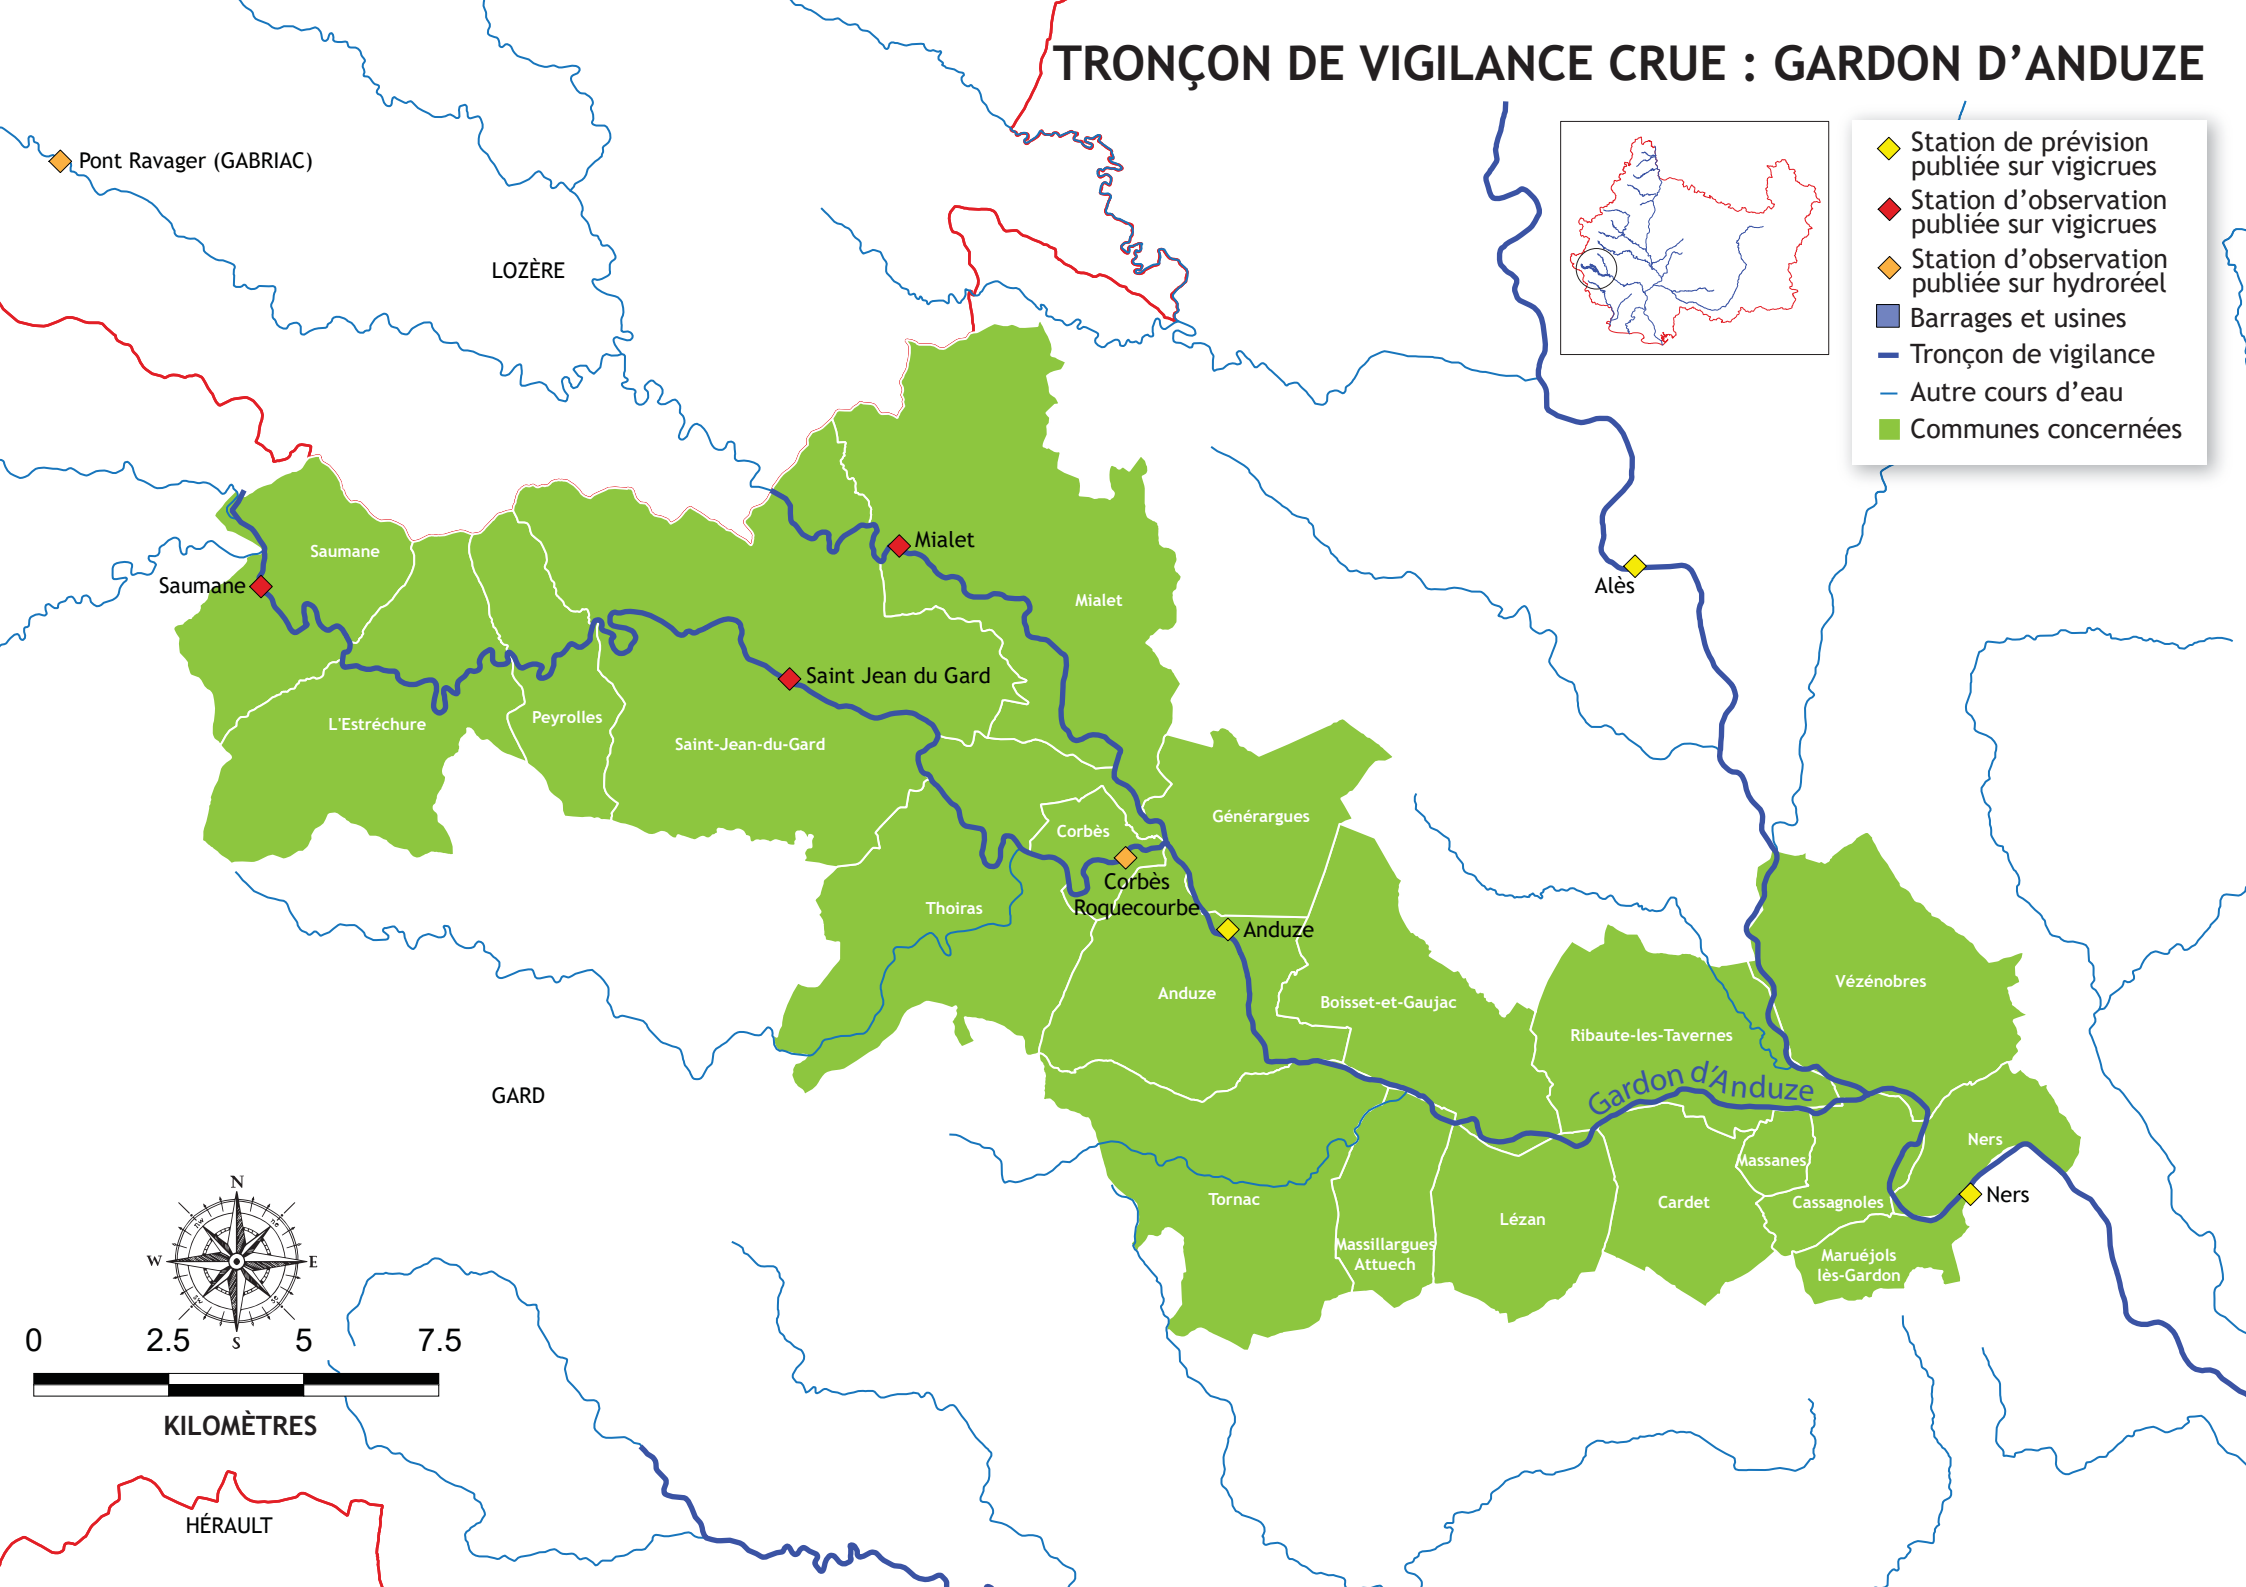 TRONÇON DE VIGILANCE CRUE : GARDON D’ANDUZE
Station de prévision
publiée sur vigicrues
Station d’observation
publiée sur vigicrues
Station d’observation
publiée sur hydroréel
Barrages et usines
Tronçon de vigilance
Autre cours d’eau
Communes concernées
Pont Ravager (GABRIAC)
LOZÈRE
Saumane
Saumane
Mialet
Mialet
Alès
Saint Jean du Gard
L'Estréchure
Peyrolles
Saint-Jean-du-Gard
Corbès
Générargues
Corbès
Roquecourbe
Thoiras
Anduze
Anduze
Boisset-et-Gaujac
Vézénobres
Ribaute-les-Tavernes
Gardon d’Anduze
GARD
Ners
Massanes
Ners
Tornac
Cardet
Cassagnoles
Lézan
Massillargues
Attuech
Maruéjols
lès-Gardon
N
W
E
S
0 2.5 5 7.5
KILOMÈTRES
HÉRAULT